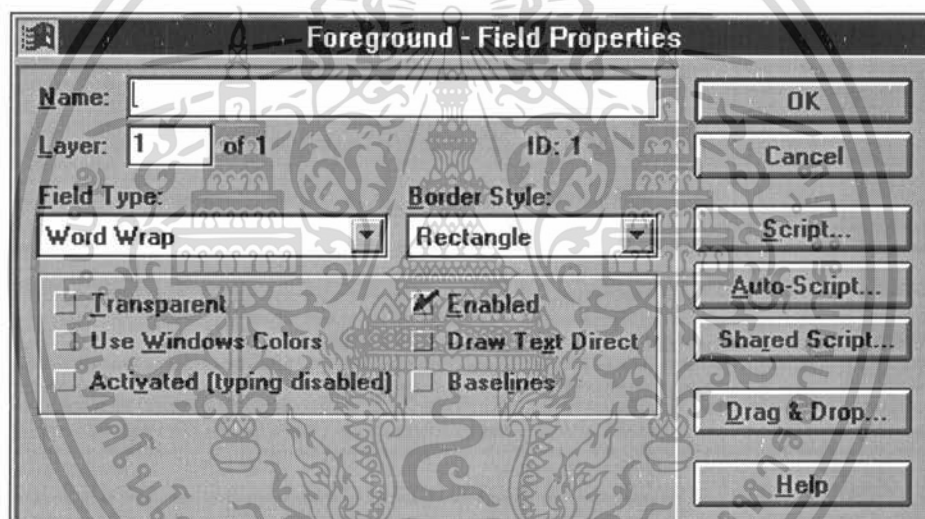 Foreground - Field Properties
Name:
Layer: 1 of 1 ID: 1
Field Type: Border Style:
Word Wrap Rectangle
Transparent Enabled
Use Windows Colors Draw Text Direct
Activated (typing disabled) Baselines
OK
Cancel
Script...
Auto-Script...
Shared Script...
Drag & Drop...
Help